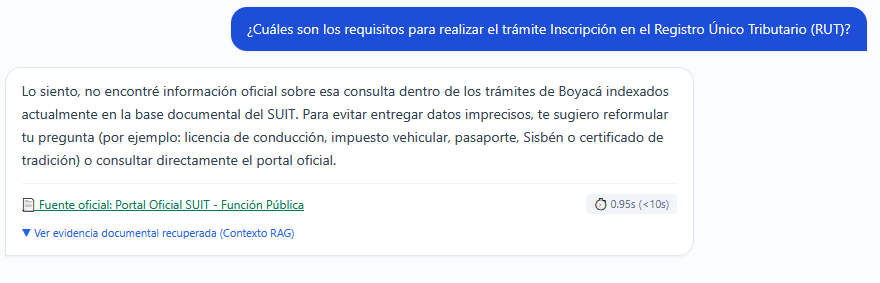 ¿Cuáles son los requisitos para realizar el trámite Inscripción en el Registro Único Tributario (RUT)?
Lo siento, no encontré información oficial sobre esa consulta dentro de los trámites de Boyacá indexados
actualmente en la base documental del SUIT. Para evitar entregar datos imprecisos, te sugiero reformular
tu pregunta (por ejemplo: licencia de conducción, impuesto vehicular, pasaporte, Sisbén o certificado de
tradición) o consultar directamente el portal oficial.
Fuente oficial: Portal Oficial SUIT - Función Pública
0.95s (<10s)
▼ Ver evidencia documental recuperada (Contexto RAG)